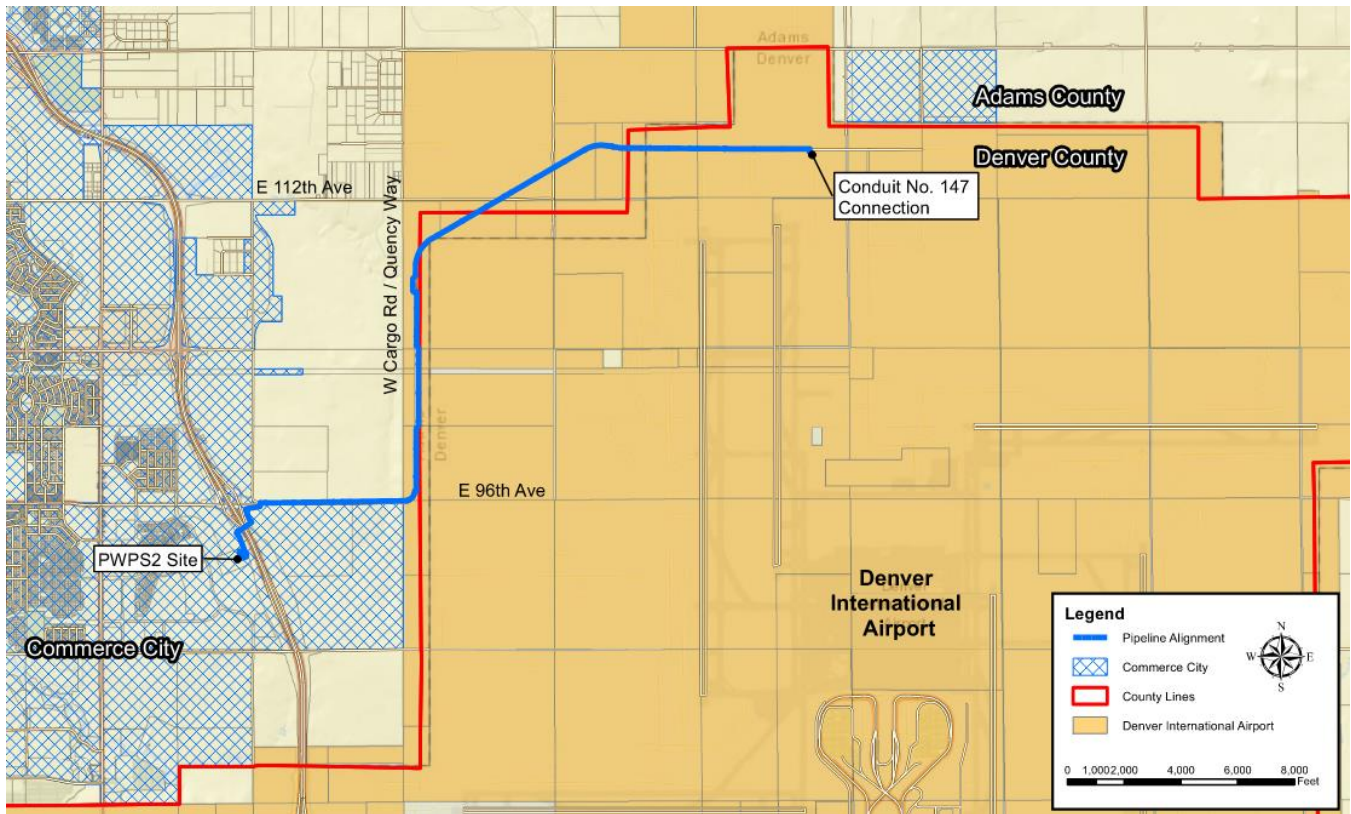 Adams
Denver
Adams County
Denver County
E 112th Ave
Conduit No. 147
Connection
W Cargo Rd / Quency Way
Denver
E 96th Ave
PWPS2 Site
Commerce City
Denver
International
Airport
Legend
Pipeline Alignment
Commerce City
County Lines
Denver International Airport
N
W E
S
0 1,000 2,000 4,000 6,000 8,000
Feet